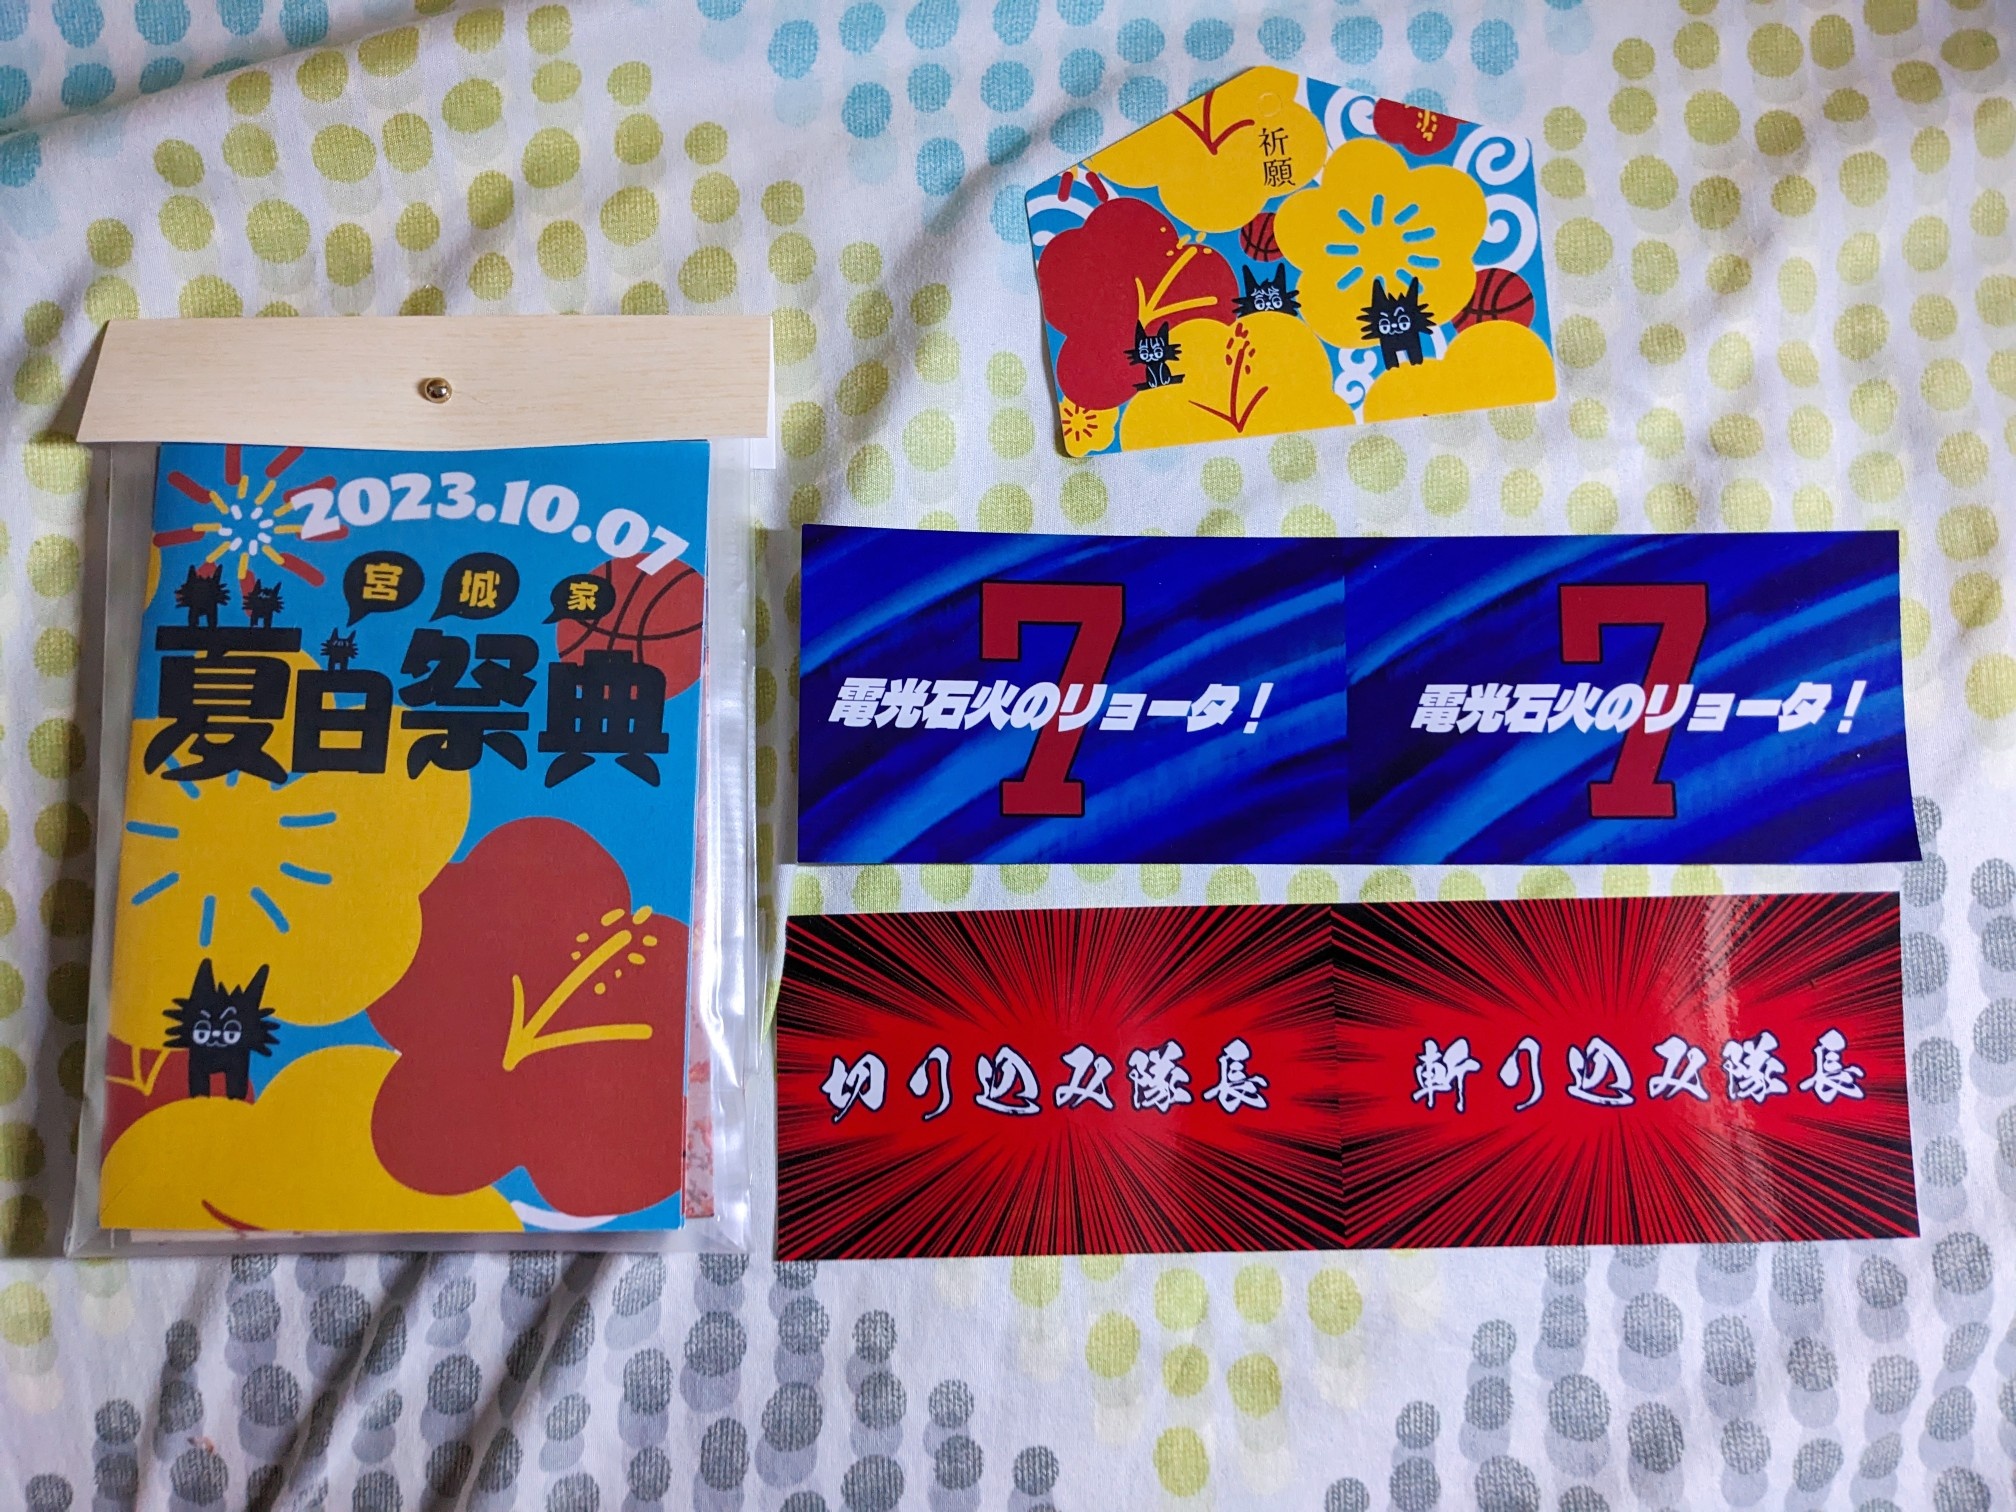 祈願
2023.10.07
宮城家
夏日祭典
7
電光石火のリョータ!
7
電光石火のリョータ!
切り込み隊長
斬り込み隊長